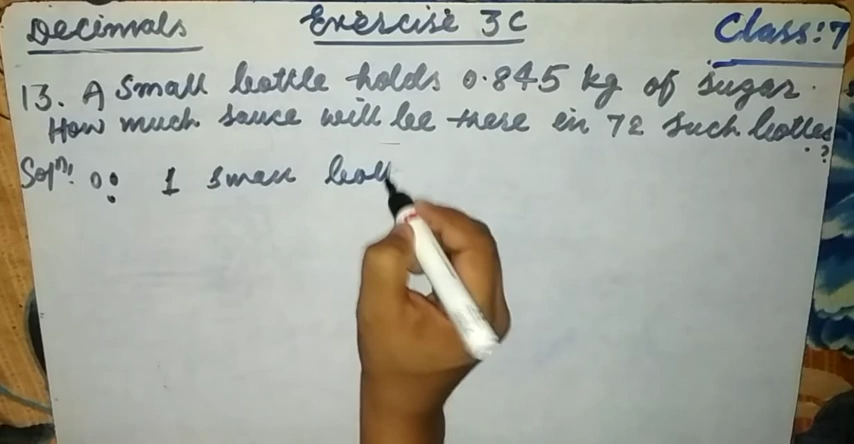 Decimals Exercise 3C Class:7
13. A small bottle holds 0.845 kg of sugar.
How much sauce will be there in 72 such bottles?
Solⁿ: ∵ 1 small bott